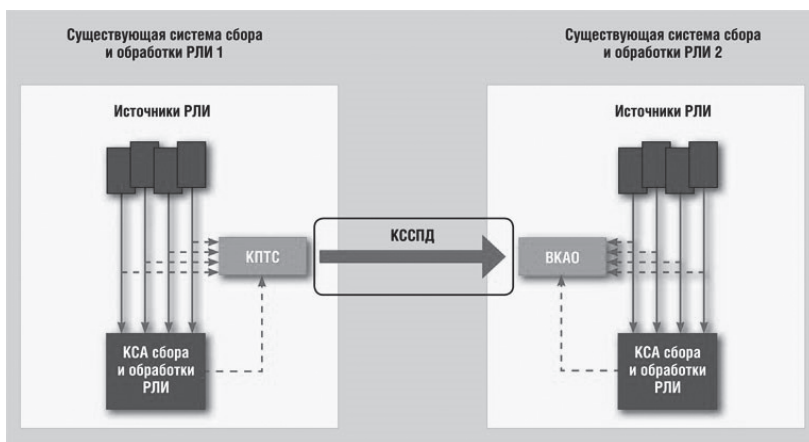 Существующая система сбора
и обработки РЛИ 1
Существующая система сбора
и обработки РЛИ 2
Источники РЛИ
Источники РЛИ
КССПД
КПТС
ВКАО
КСА сбора
и обработки
РЛИ
КСА сбора
и обработки
РЛИ